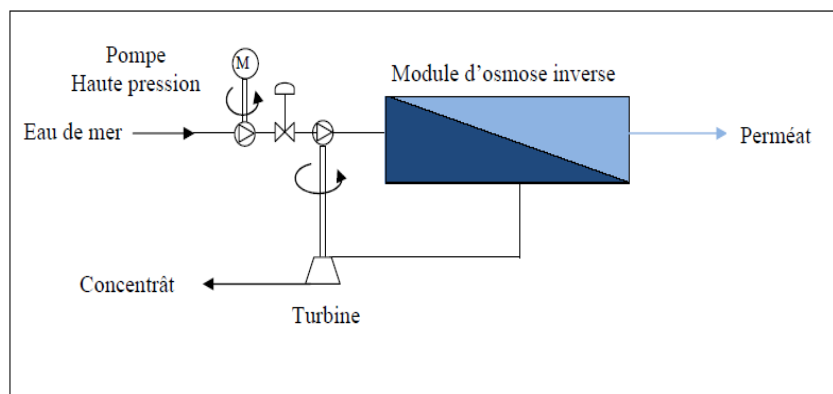 Pompe
Haute pression
M
Module d'osmose inverse
Eau de mer
Perméat
Concentrât
Turbine